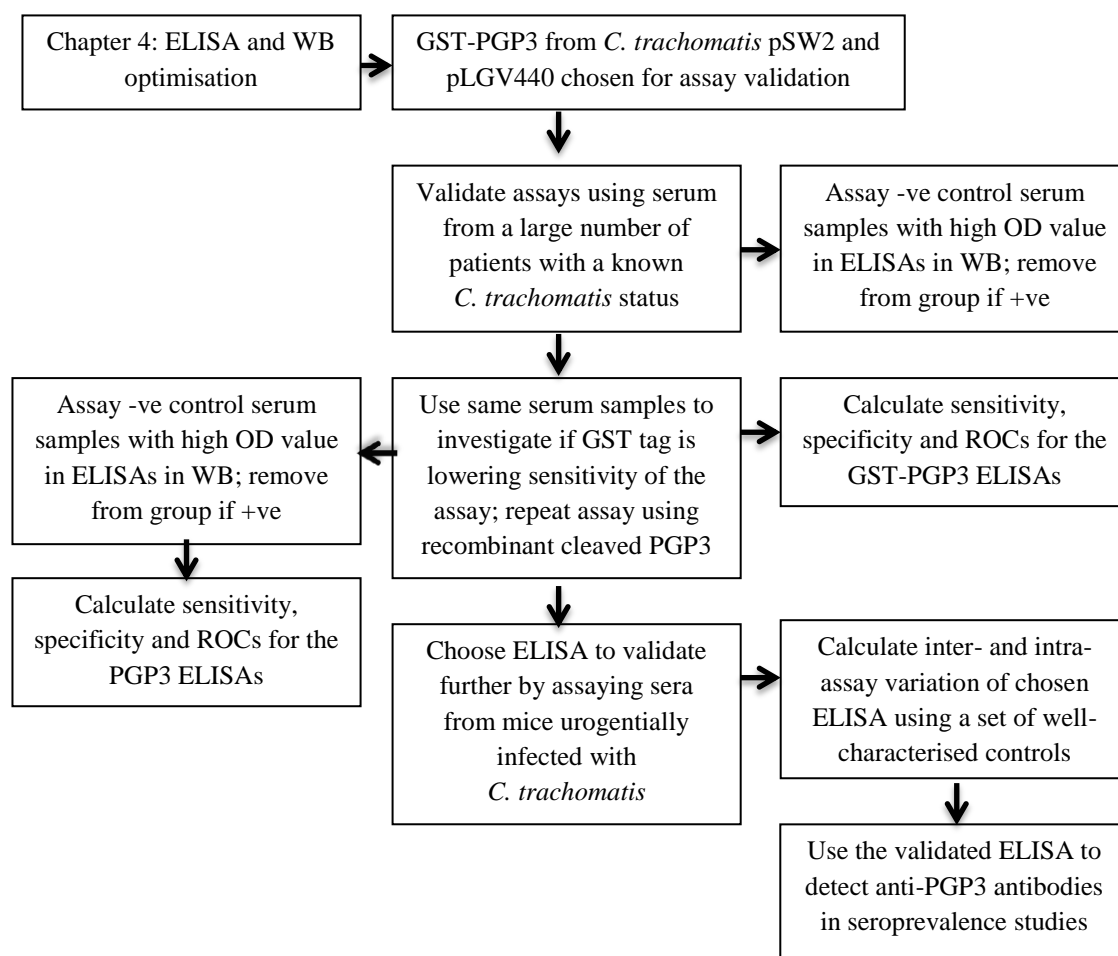 Chapter 4: ELISA and WB
optimisation
GST-PGP3 from C. trachomatis pSW2 and
pLGV440 chosen for assay validation
Validate assays using serum
from a large number of
patients with a known
C. trachomatis status
Assay -ve control serum
samples with high OD value
in ELISAs in WB; remove
from group if +ve
Assay -ve control serum
samples with high OD value
in ELISAs in WB; remove
from group if +ve
Use same serum samples to
investigate if GST tag is
lowering sensitivity of the
assay; repeat assay using
recombinant cleaved PGP3
Calculate sensitivity,
specificity and ROCs for the
GST-PGP3 ELISAs
Calculate sensitivity,
specificity and ROCs for the
PGP3 ELISAs
Choose ELISA to validate
further by assaying sera
from mice urogentially
infected with
C. trachomatis
Calculate inter- and intra-
assay variation of chosen
ELISA using a set of well-
characterised controls
Use the validated ELISA to
detect anti-PGP3 antibodies
in seroprevalence studies